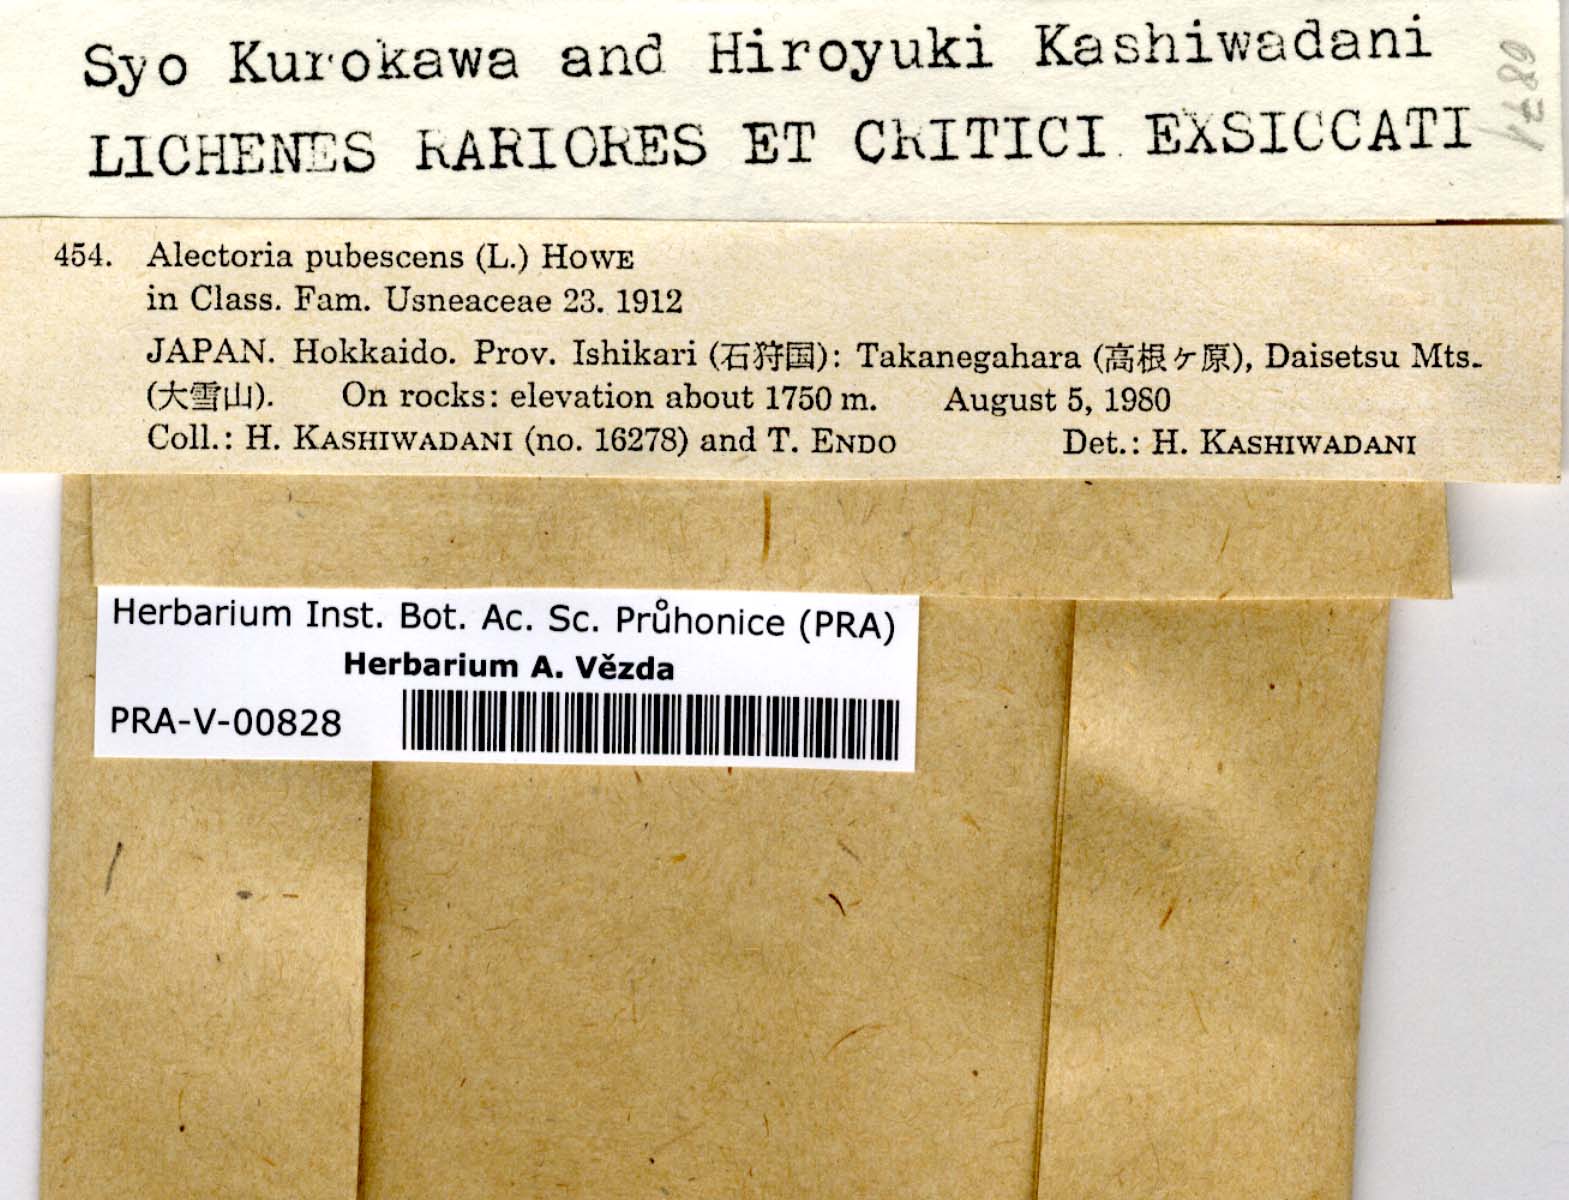 Syo Kurokawa and Hiroyuki Kashiwadani
LICHENES RARIORES ET CRITICI EXSICCATI
454. Alectoria pubescens (L.) HOWE
in Class. Fam. Usneaceae 23. 1912
JAPAN. Hokkaido. Prov. Ishikari (石狩国): Takanegahara (高根ヶ原), Daisetsu Mts.
(大雪山). On rocks: elevation about 1750 m. August 5, 1980
Coll.: H. KASHIWADANI (no. 16278) and T. ENDO Det.: H. KASHIWADANI
Herbarium Inst. Bot. Ac. Sc. Průhonice (PRA)
Herbarium A. Vězda
PRA-V-00828